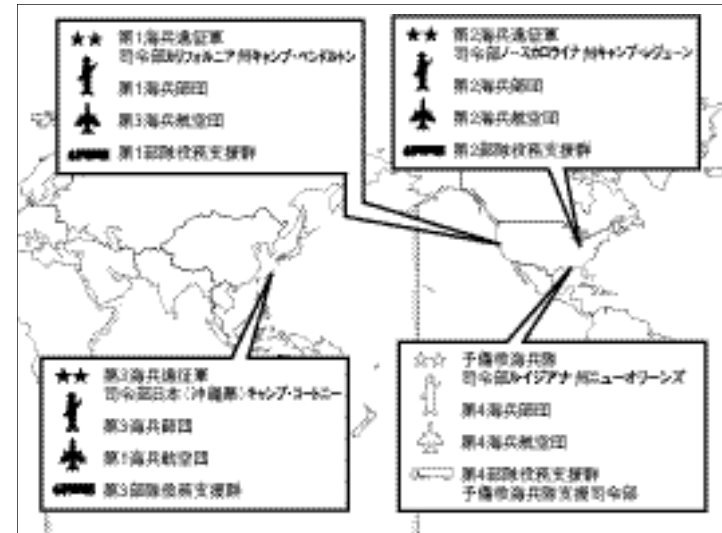 ★★ 第1海兵遠征軍
司令部カリフォルニア州キャンプ・ペンドルトン
第1海兵師団
第3海兵航空団
第1部隊役務支援群
★★ 第2海兵遠征軍
司令部ノースカロライナ州キャンプ・レジューン
第2海兵師団
第2海兵航空団
第2部隊役務支援群
★★ 第3海兵遠征軍
司令部日本(沖縄県)キャンプ・コートニー
第3海兵師団
第1海兵航空団
第3部隊役務支援群
☆☆ 予備役海兵隊
司令部ルイジアナ州ニューオリーンズ
第4海兵師団
第4海兵航空団
第4部隊役務支援群
予備役海兵隊支援司令部